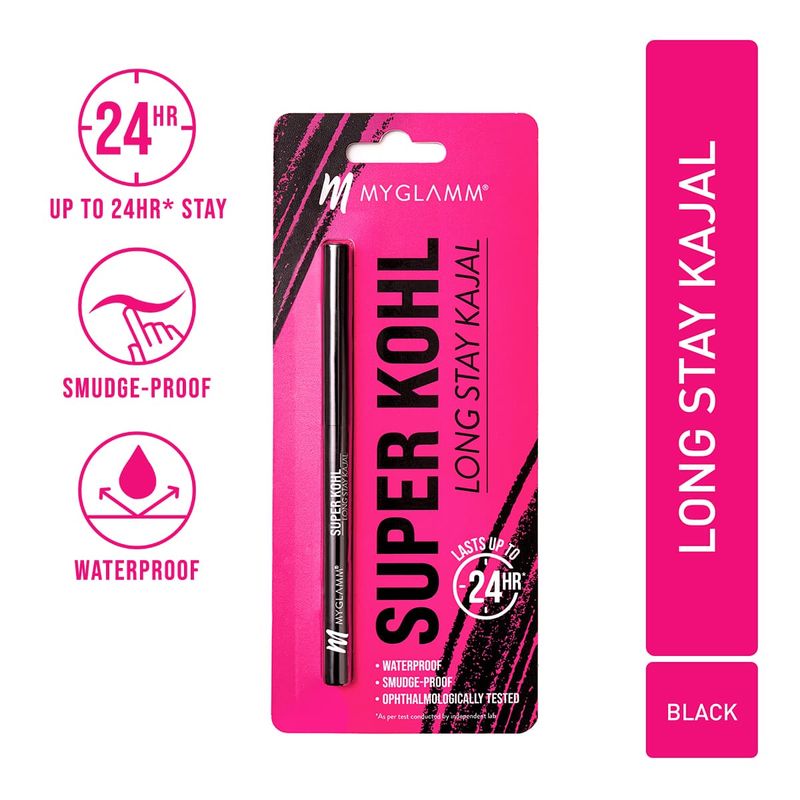 24HR
UP TO 24HR* STAY
SMUDGE-PROOF
WATERPROOF
M MYGLAMM®
SUPER KOHL
LONG STAY KAJAL
LASTS UP TO
24HR*
• WATERPROOF
• SMUDGE-PROOF
• OPHTHALMOLOGICALLY TESTED
*As per test conducted by independent lab
M MYGLAMM®
SUPER KOHL
LONG STAY KAJAL
LONG STAY KAJAL
BLACK